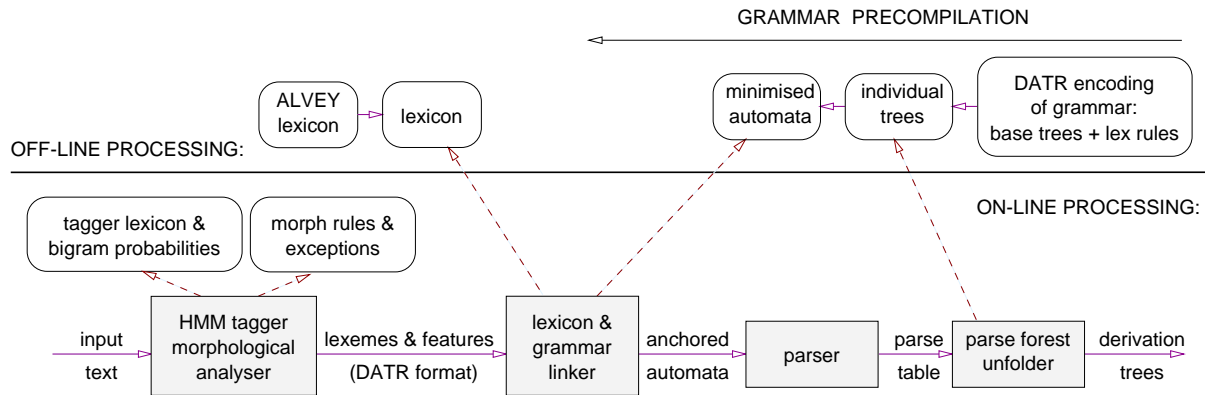 GRAMMAR PRECOMPILATION
ALVEY
lexicon
lexicon
minimised
automata
individual
trees
DATR encoding
of grammar:
base trees + lex rules
OFF-LINE PROCESSING:
ON-LINE PROCESSING:
tagger lexicon &
bigram probabilities
morph rules &
exceptions
input
text
HMM tagger
morphological
analyser
lexemes & features
(DATR format)
lexicon &
grammar
linker
anchored
automata
parser
parse
table
parse forest
unfolder
derivation
trees